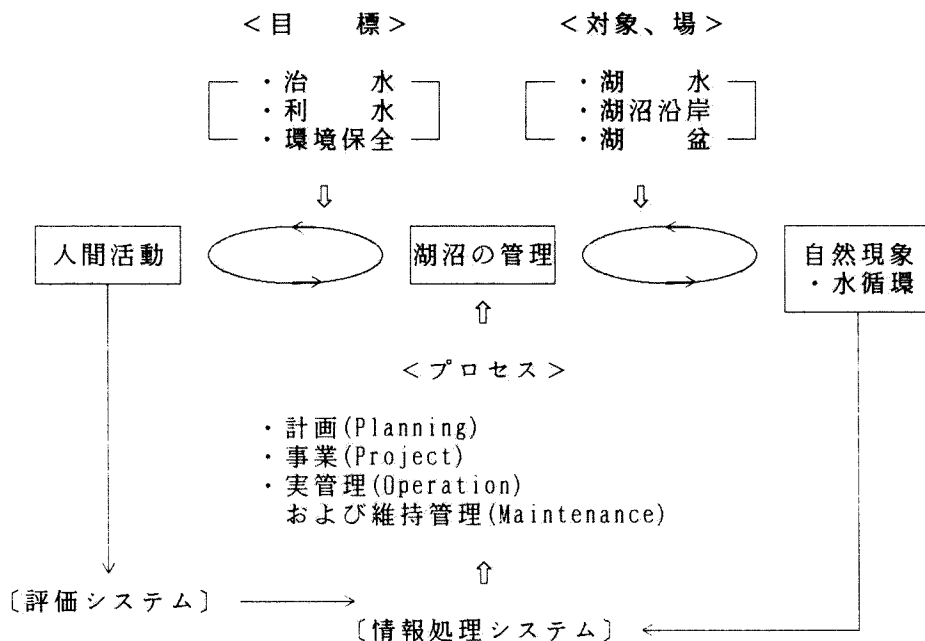 ＜目　　標＞
・治　　水
・利　　水
・環境保全
＜対象、場＞
・湖　　水
・湖沼沿岸
・湖　　盆
人間活動
湖沼の管理
自然現象
・水循環
＜プロセス＞
・計画(Planning)
・事業(Project)
・実管理(Operation)
および維持管理(Maintenance)
〔評価システム〕
〔情報処理システム〕